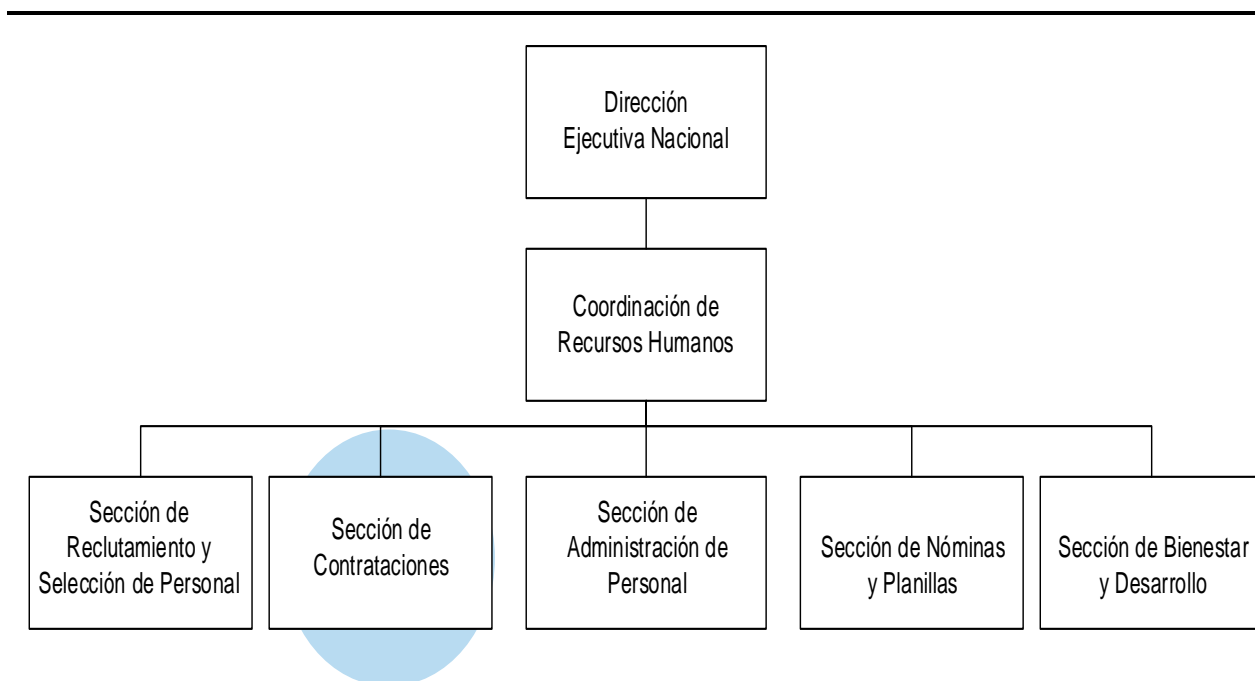 Dirección
Ejecutiva Nacional
Coordinación de
Recursos Humanos
Sección de
Reclutamiento y
Selección de Personal
Sección de
Contrataciones
Sección de
Administración de
Personal
Sección de Nóminas
y Planillas
Sección de Bienestar
y Desarrollo